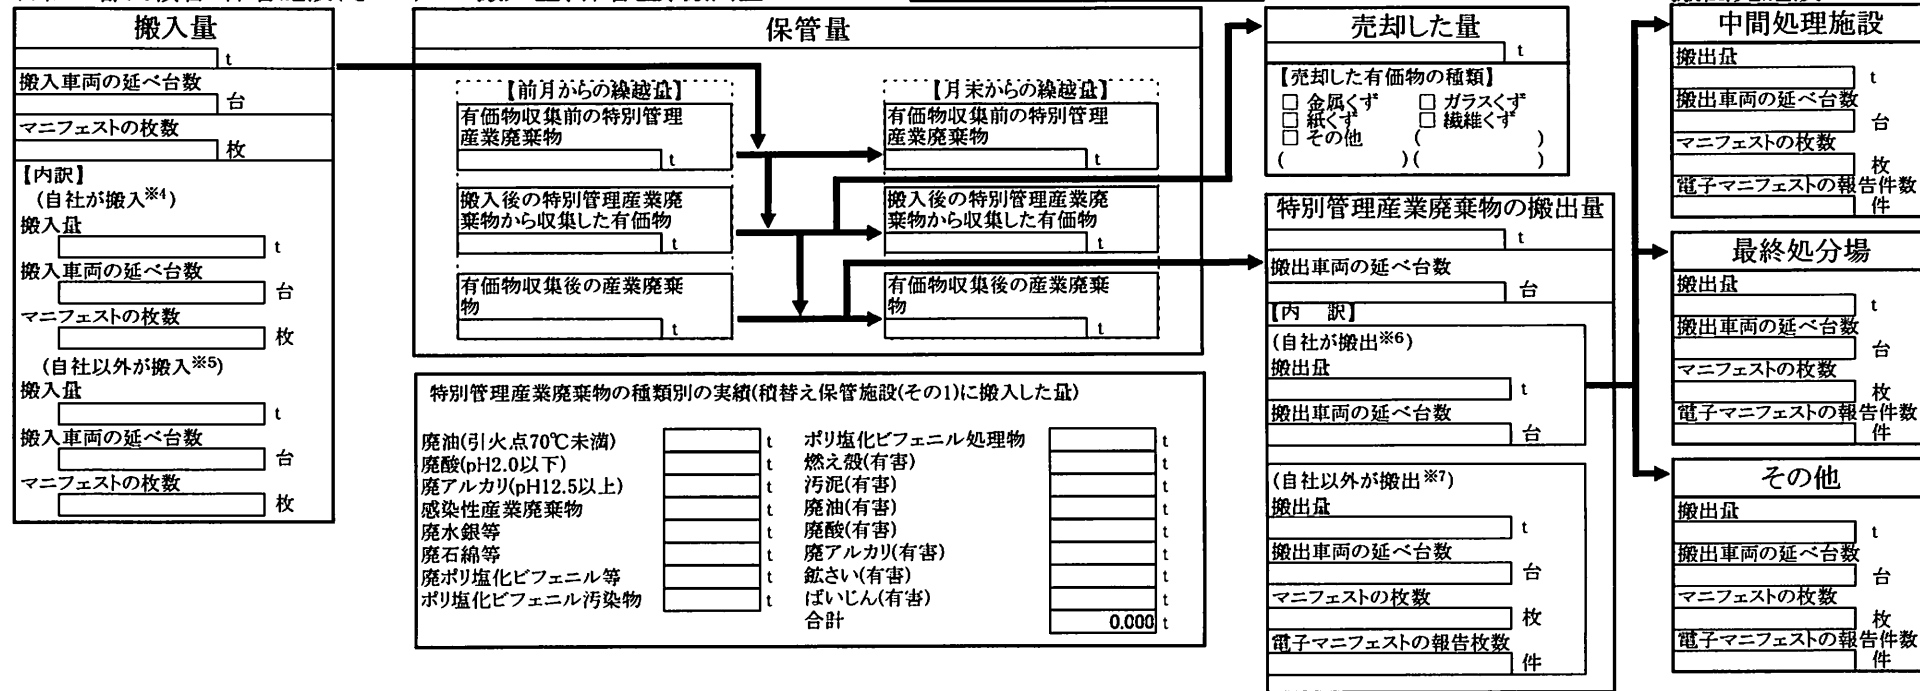 搬入量
t
搬入車両の延べ台数
台
マニフェストの枚数
枚
【内訳】
(自社が搬入※4)
搬入量
t
搬入車両の延べ台数
台
マニフェストの枚数
枚
(自社以外が搬入※5)
搬入量
t
搬入車両の延べ台数
台
マニフェストの枚数
枚
保管量
【前月からの繰越量】
有価物収集前の特別管理
産業廃棄物
t
搬入後の特別管理産業廃
棄物から収集した有価物
t
有価物収集後の産業廃棄
物
t
【月末からの繰越量】
有価物収集前の特別管理
産業廃棄物
t
搬入後の特別管理産業廃
棄物から収集した有価物
t
有価物収集後の産業廃棄
物
t
特別管理産業廃棄物の種類別の実績(積替え保管施設(その1)に搬入した量)
廃油(引火点70℃未満) t
廃酸(pH2.0以下) t
廃アルカリ(pH12.5以上) t
感染性産業廃棄物 t
廃水銀等 t
廃石綿等 t
廃ポリ塩化ビフェニル等 t
ポリ塩化ビフェニル汚染物 t
ポリ塩化ビフェニル処理物 t
燃え殻(有害) t
汚泥(有害) t
廃油(有害) t
廃酸(有害) t
廃アルカリ(有害) t
鉱さい(有害) t
ばいじん(有害) t
合計 0.000 t
売却した量
t
【売却した有価物の種類】
□ 金属くず □ ガラスくず
□ 紙くず □ 繊維くず
□ その他 ( )
( )( )
特別管理産業廃棄物の搬出量
t
搬出車両の延べ台数
台
【内 訳】
(自社が搬出※6)
搬出量
t
搬出車両の延べ台数
台
(自社以外が搬出※7)
搬出量
t
搬出車両の延べ台数
台
マニフェストの枚数
枚
電子マニフェストの報告枚数
件
中間処理施設
搬出量
t
搬出車両の延べ台数
台
マニフェストの枚数
枚
電子マニフェストの報告件数
件
最終処分場
搬出量
t
搬出車両の延べ台数
台
マニフェストの枚数
枚
電子マニフェストの報告件数
件
その他
搬出量
t
搬出車両の延べ台数
台
マニフェストの枚数
枚
電子マニフェストの報告件数
件